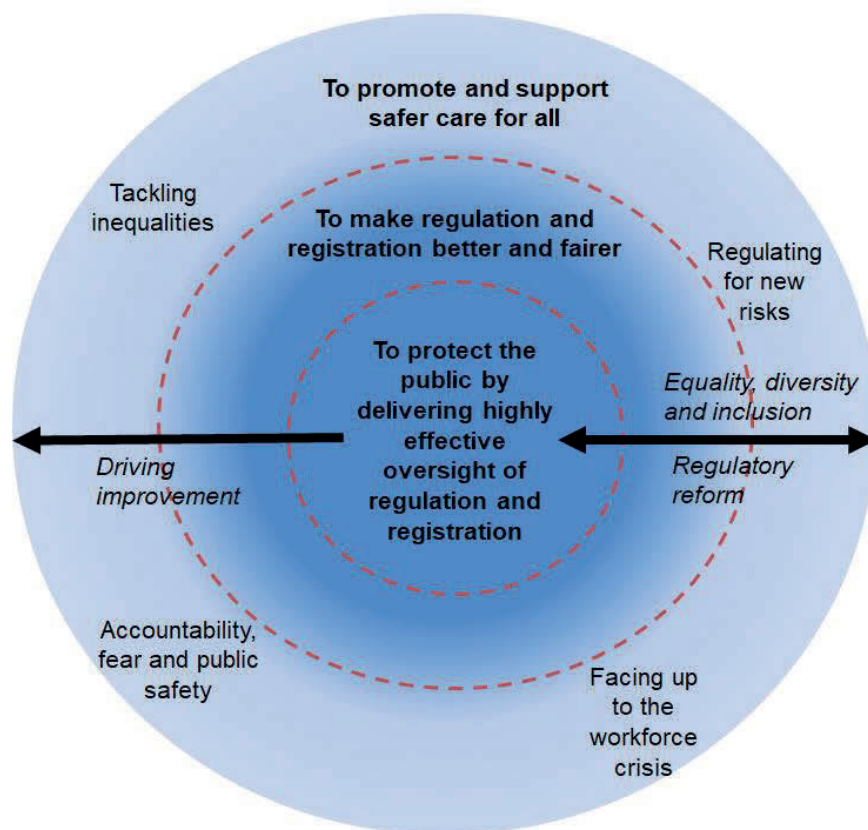 To promote and support
safer care for all
Tackling
inequalities
To make regulation and
registration better and fairer
Regulating
for new
risks
To protect the
public by
delivering highly
effective
oversight of
regulation and
registration
Equality, diversity
and inclusion
Driving
improvement
Regulatory
reform
Accountability,
fear and public
safety
Facing up
to the
workforce
crisis